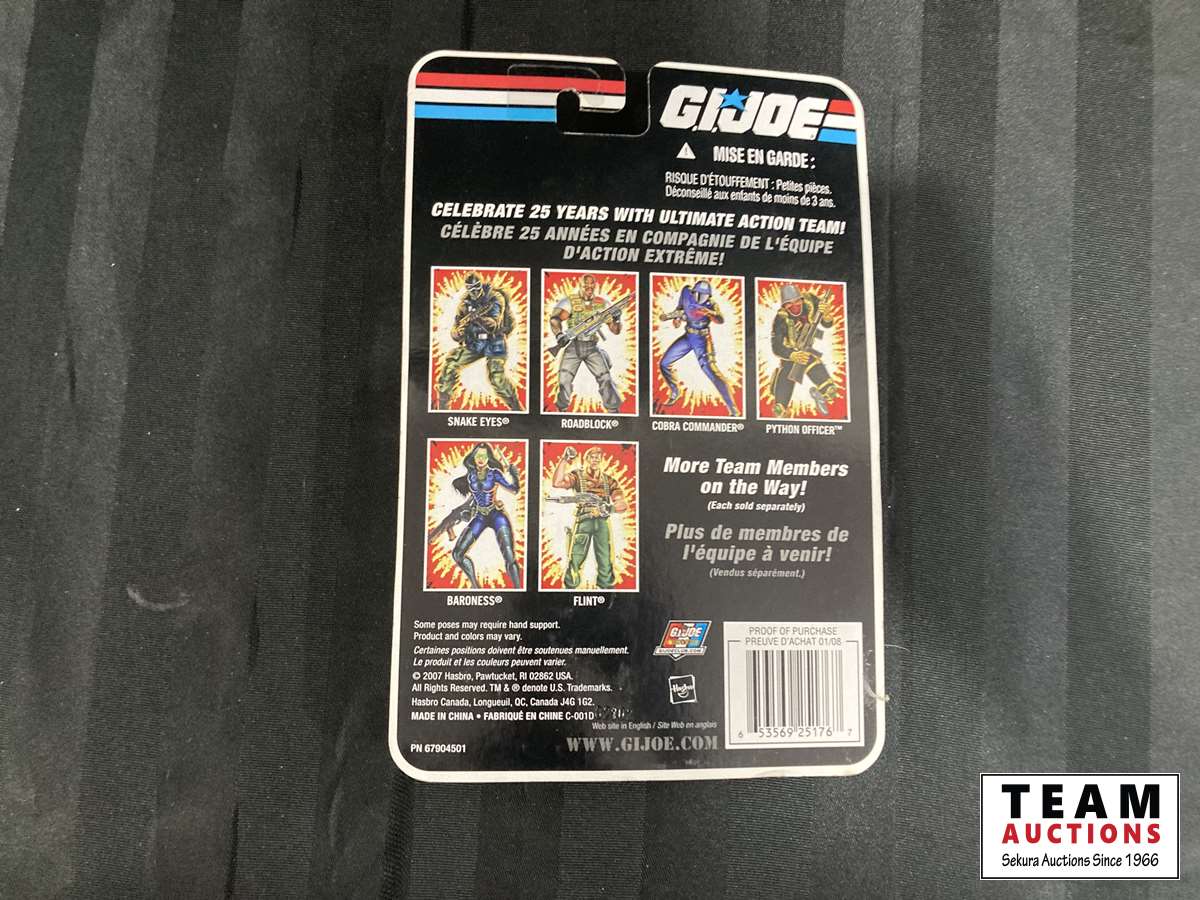 G.I.JOE
MISE EN GARDE :
RISQUE D'ÉTOUFFEMENT : Petites pièces.
Déconseillé aux enfants de moins de 3 ans.
CELEBRATE 25 YEARS WITH ULTIMATE ACTION TEAM!
CÉLÈBRE 25 ANNÉES EN COMPAGNIE DE L'ÉQUIPE
D'ACTION EXTRÊME!
SNAKE EYES®
ROADBLOCK®
COBRA COMMANDER®
PYTHON OFFICER™
BARONESS®
FLINT®
More Team Members
on the Way!
(Each sold separately)
Plus de membres de
l'équipe à venir!
(Vendus séparément.)
Some poses may require hand support.
Product and colors may vary.
Certaines positions doivent être soutenues manuellement.
Le produit et les couleurs peuvent varier.
© 2007 Hasbro, Pawtucket, RI 02862 USA.
All Rights Reserved. TM & ® denote U.S. Trademarks.
Hasbro Canada, Longueuil, QC, Canada J4G 1G2.
MADE IN CHINA • FABRIQUÉ EN CHINE C-001D
PN 67904501
G.I.JOE
GIJOECLUB.COM
Hasbro
Web site in English / Site Web en anglais
WWW.GIJOE.COM
PROOF OF PURCHASE
PREUVE D'ACHAT 01/08
6 53569 25176 7
TEAM
AUCTIONS
Sekura Auctions Since 1966